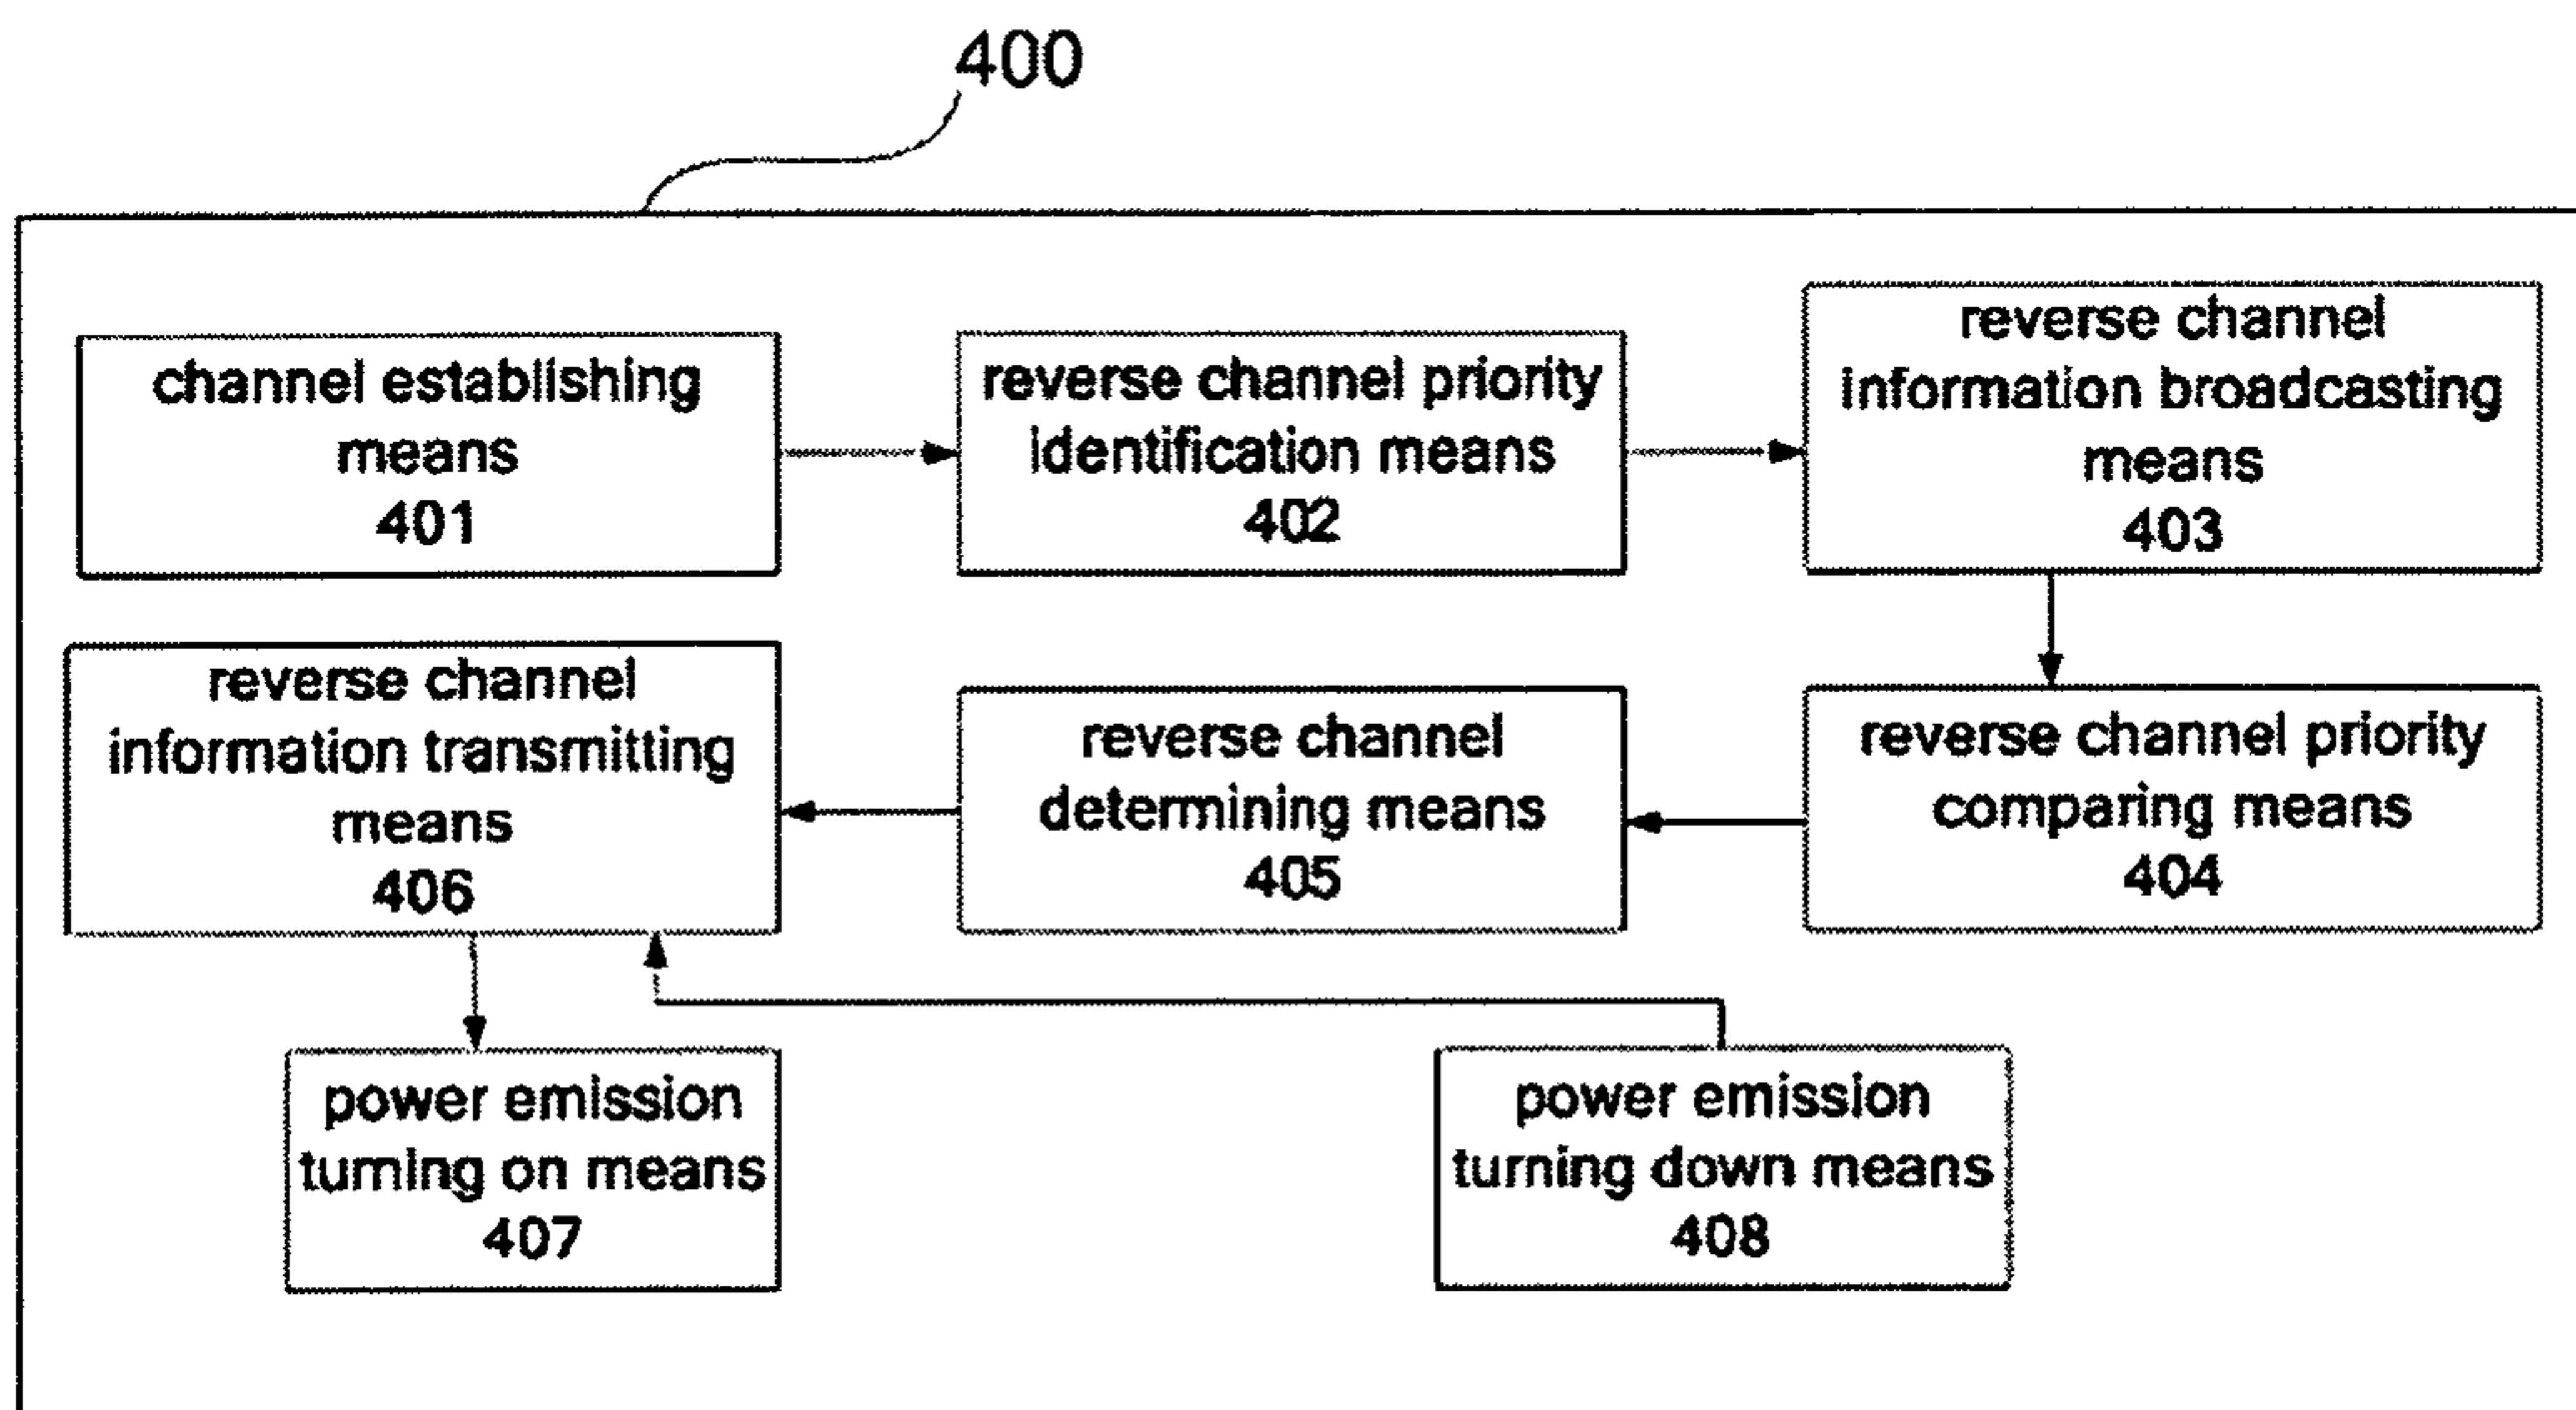 400
channel establishing
means
401
reverse channel priority
identification means
402
reverse channel
information broadcasting
means
403
reverse channel
information transmitting
means
406
reverse channel
determining means
405
reverse channel priority
comparing means
404
power emission
turning on means
407
power emission
turning down means
408